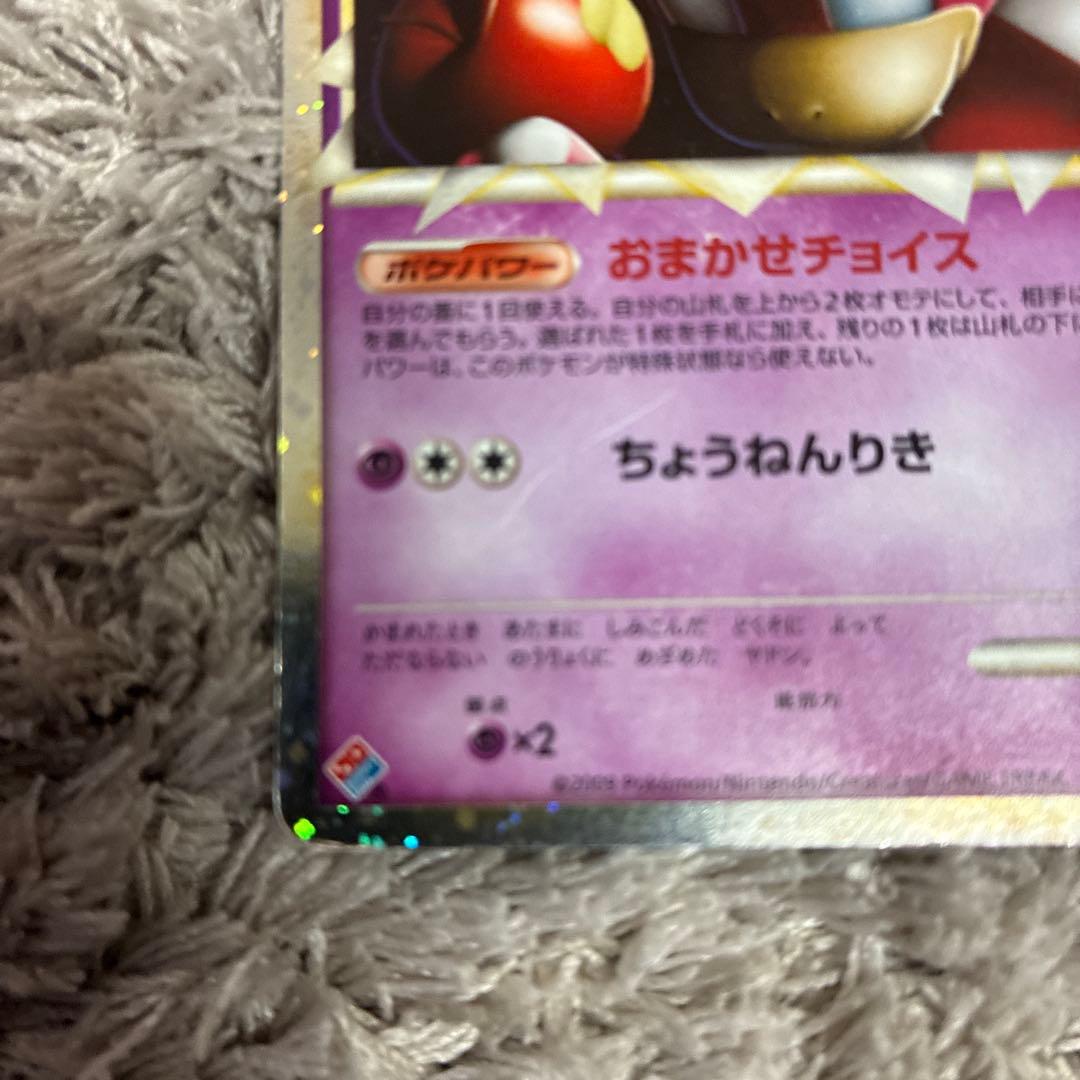 ポケパワー おまかせチョイス
自分の番に1回使える。自分の山札を上から2枚オモテにして、相手に
を選んでもらう。選ばれた1枚を手札に加え、残りの1枚は山札の下に
パワーは、このポケモンが特殊状態なら使えない。
ちょうねんりき
かまれたとき あたまに しみこんだ どくそに よって
ただならない のうりょくに めざめた ヤドン。
弱点 抵抗力
×2
©2009 Pokémon/Nintendo/Creatures/GAME FREAK